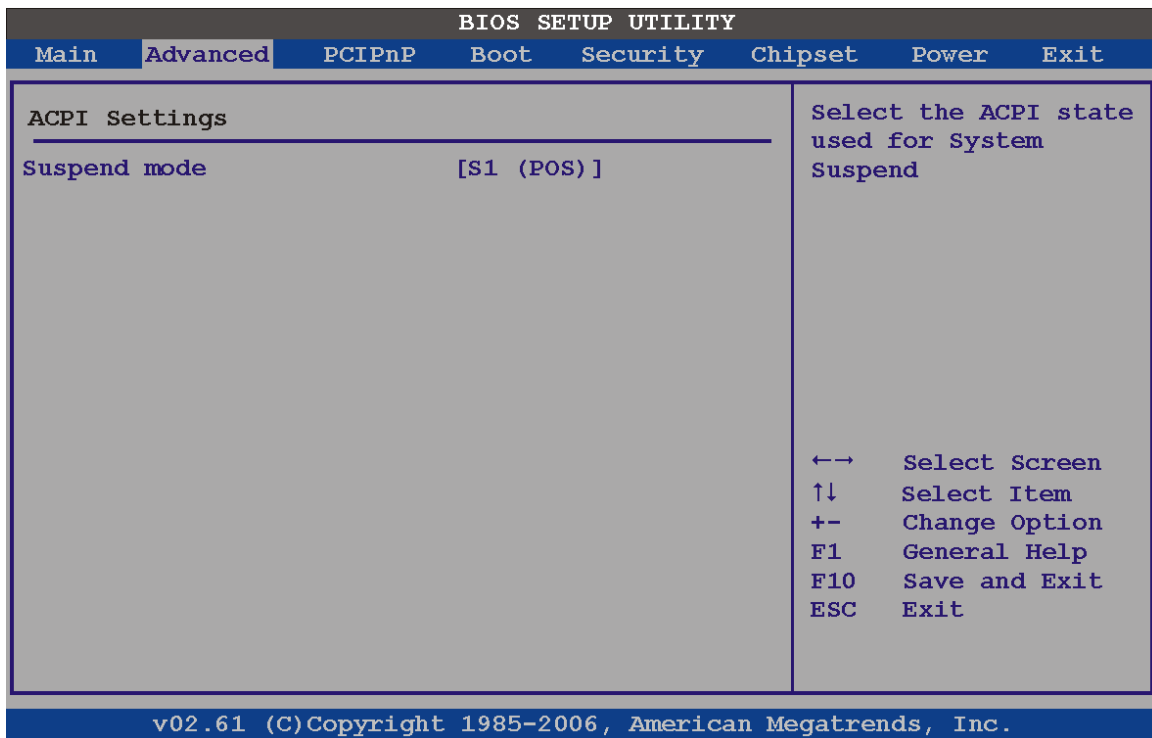 BIOS SETUP UTILITY
Main Advanced PCIPnP Boot Security Chipset Power Exit
ACPI Settings
Suspend mode [S1 (POS)]
Select the ACPI state
used for System
Suspend
←→ Select Screen
↑↓ Select Item
+- Change Option
F1 General Help
F10 Save and Exit
ESC Exit
v02.61 (C)Copyright 1985-2006, American Megatrends, Inc.